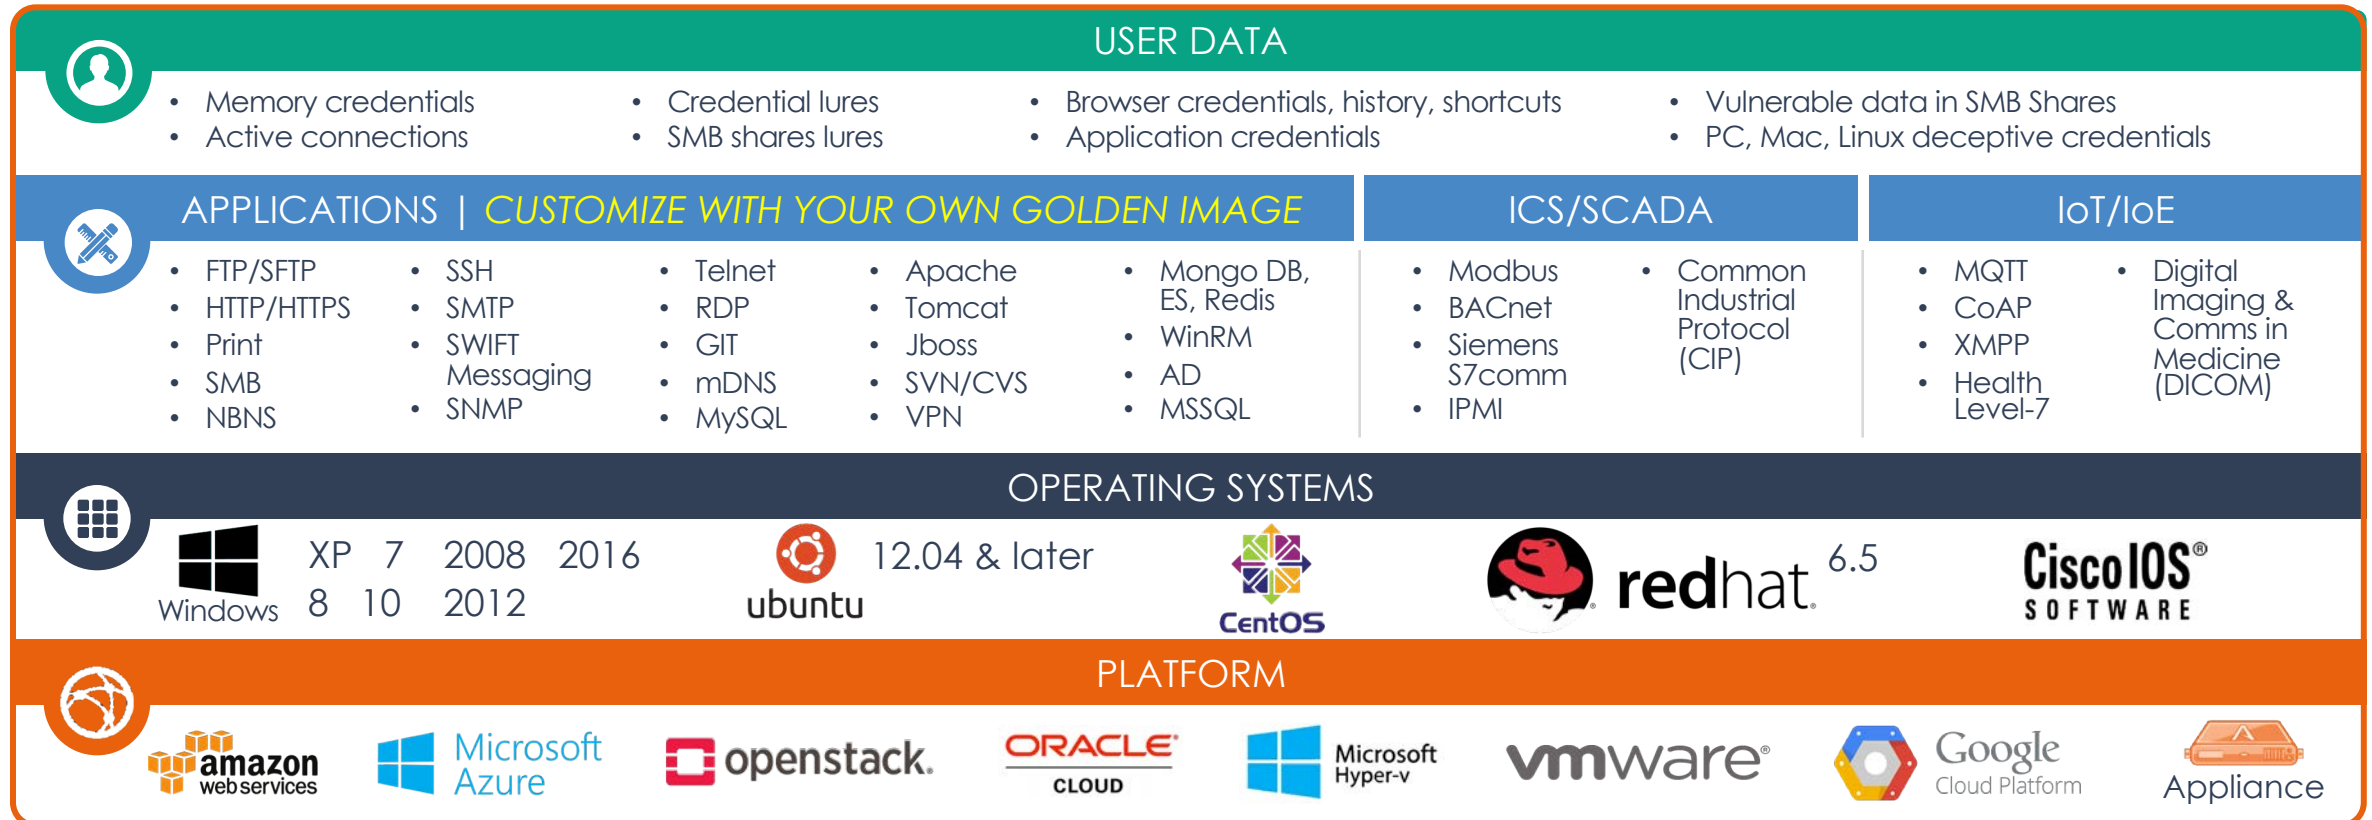 USER DATA
• Memory credentials
• Active connections
• Credential lures
• SMB shares lures
• Browser credentials, history, shortcuts
• Application credentials
• Vulnerable data in SMB Shares
• PC, Mac, Linux deceptive credentials
APPLICATIONS | CUSTOMIZE WITH YOUR OWN GOLDEN IMAGE
• FTP/SFTP
• HTTP/HTTPS
• Print
• SMB
• NBNS
• SSH
• SMTP
• SWIFT
Messaging
• SNMP
• Telnet
• RDP
• GIT
• mDNS
• MySQL
• Apache
• Tomcat
• Jboss
• SVN/CVS
• VPN
• Mongo DB,
ES, Redis
• WinRM
• AD
• MSSQL
ICS/SCADA
• Modbus
• BACnet
• Siemens
S7comm
• IPMI
• Common
Industrial
Protocol
(CIP)
IoT/IoE
• MQTT
• CoAP
• XMPP
• Health
Level-7
• Digital
Imaging &
Comms in
Medicine
(DICOM)
OPERATING SYSTEMS
Windows
XP 7 2008 2016
8 10 2012
ubuntu
12.04 & later
CentOS
redhat.
6.5
Cisco IOS®
SOFTWARE
PLATFORM
amazon
webservices
Microsoft
Azure
openstack.
ORACLE®
CLOUD
Microsoft
Hyper-v
vmware®
Google
Cloud Platform
Appliance